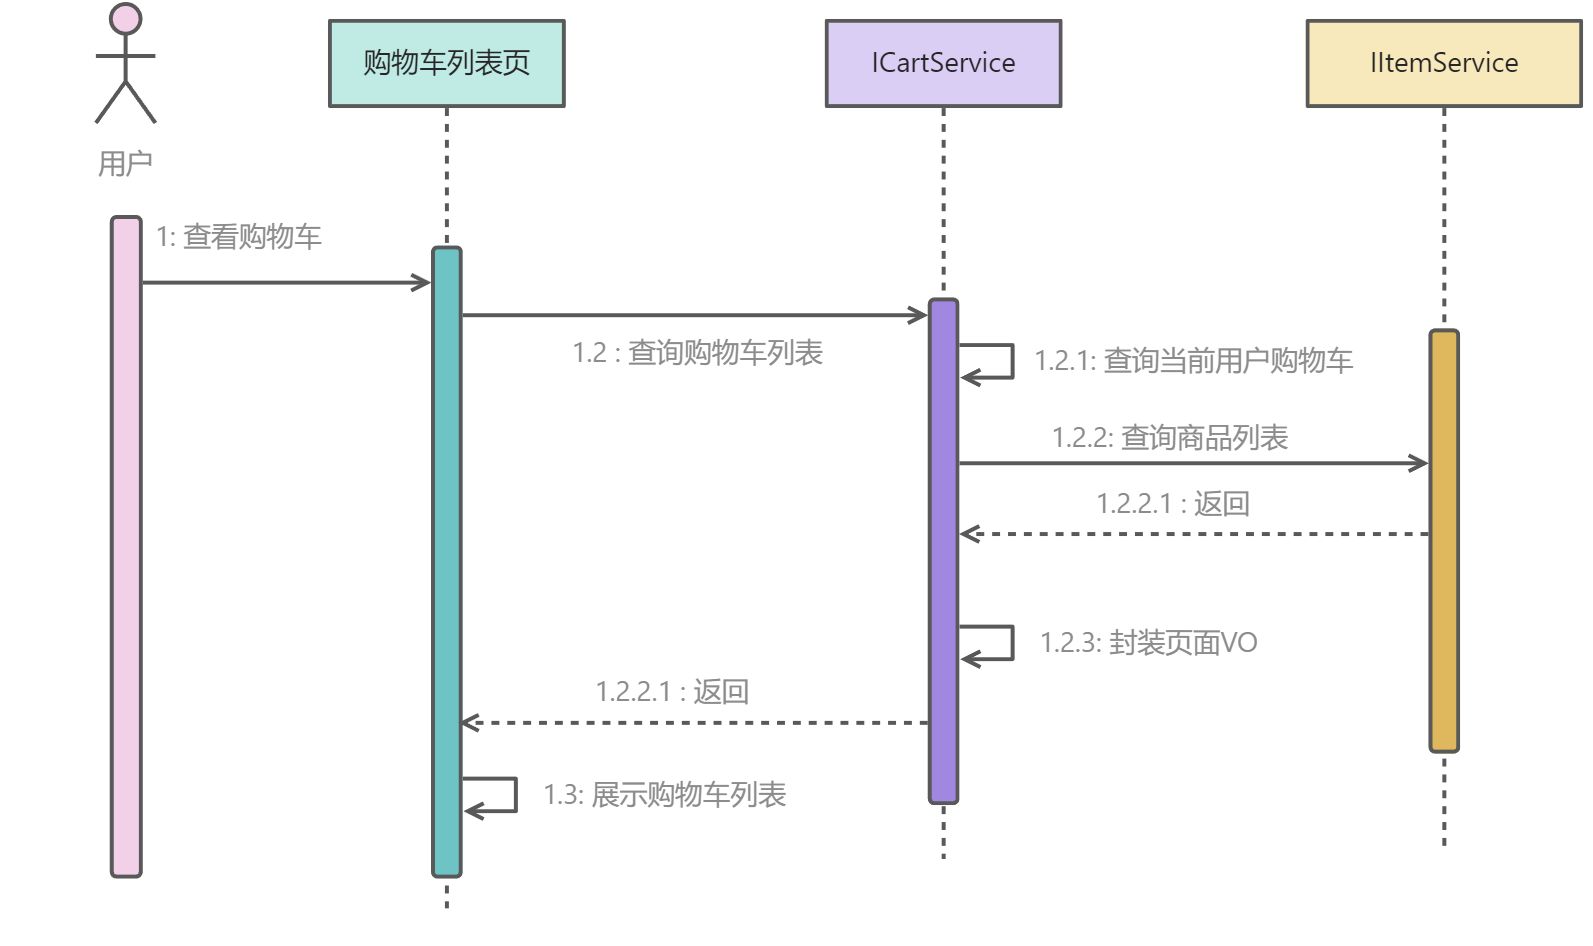 购物车列表页
ICartService
IItemService
用户
1: 查看购物车
1.2 : 查询购物车列表
1.2.1: 查询当前用户购物车
1.2.2: 查询商品列表
1.2.2.1 : 返回
1.2.3: 封装页面VO
1.2.2.1 : 返回
1.3: 展示购物车列表